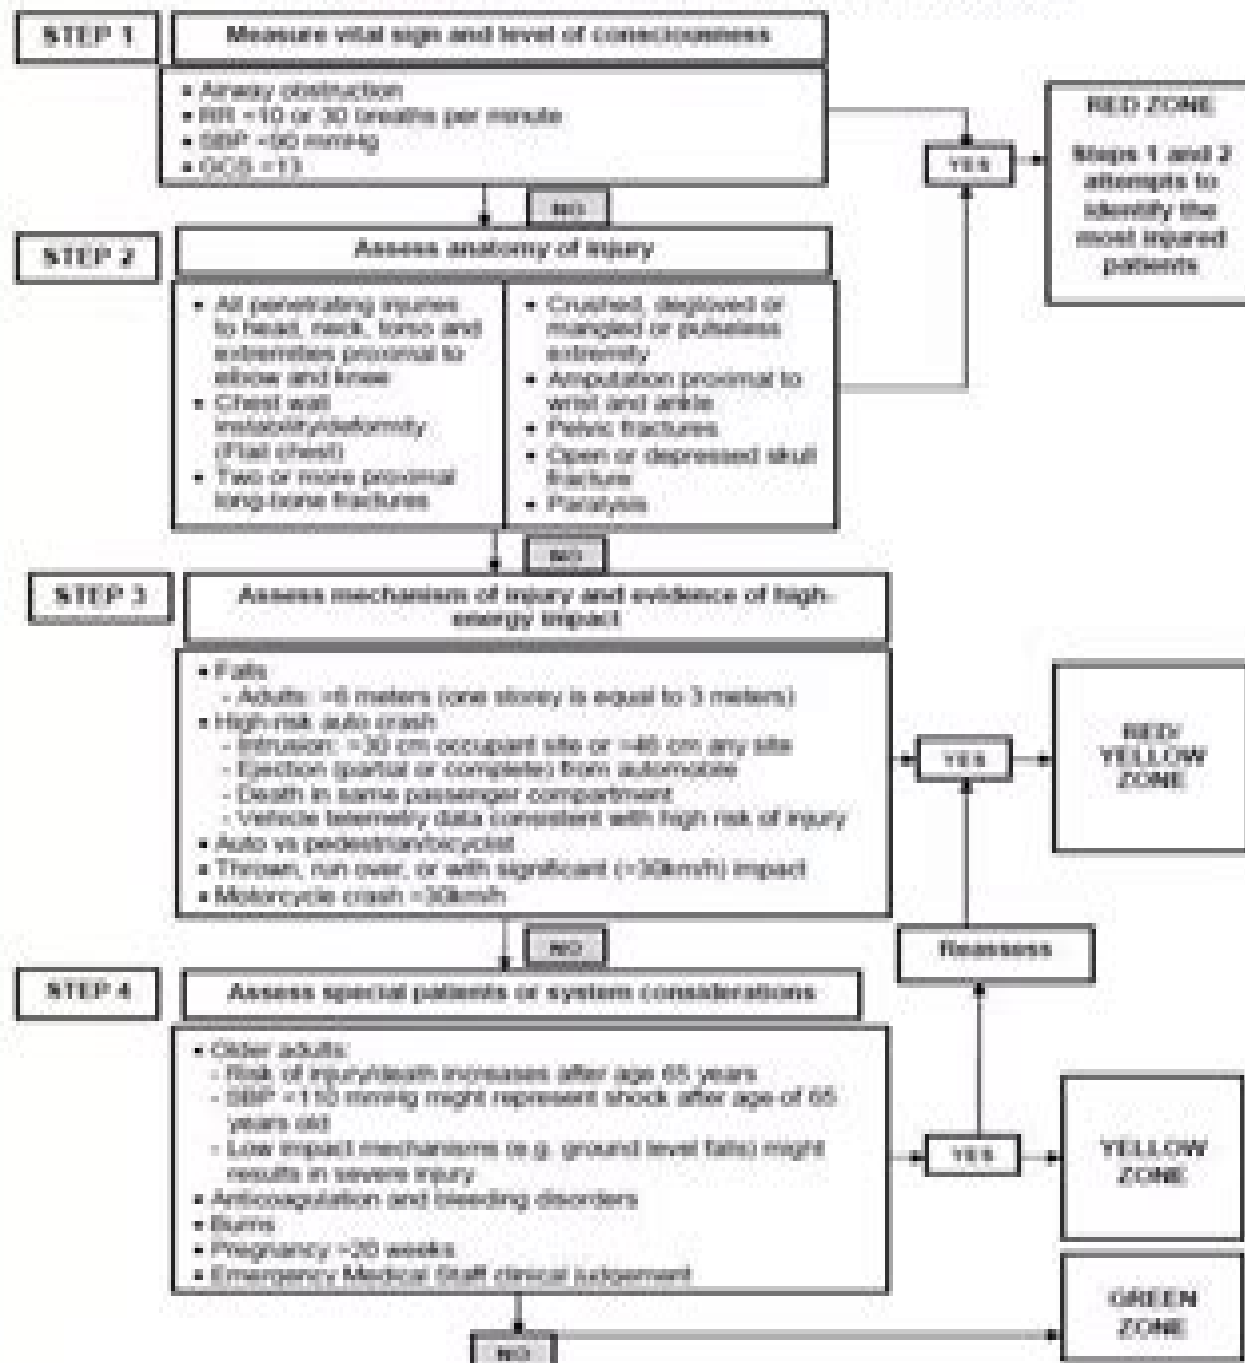 STEP 1
Measure vital sign and level of consciousness
• Airway obstruction
• RR <10 or 30 breaths per minute
• SBP <90 mmHg
• GCS <13
YES
RED ZONE
Steps 1 and 2
attempts to
identify the
most injured
patients
NO
STEP 2
Assess anatomy of injury
• All penetrating injuries
to head, neck, torso and
extremities proximal to
elbow and knee
• Chest wall
instability/deformity
(Flail chest)
• Two or more proximal
long-bone fractures
• Crushed, degloved or
mangled or pulseless
extremity
• Amputation proximal to
wrist and ankle
• Pelvic fractures
• Open or depressed skull
fracture
• Paralysis
NO
STEP 3
Assess mechanism of injury and evidence of high-
energy impact
• Falls
- Adults: >6 meters (one storey is equal to 3 meters)
• High-risk auto crash
- Intrusion: >30 cm occupant site or >46 cm any site
- Ejection (partial or complete) from automobile
- Death in same passenger compartment
- Vehicle telemetry data consistent with high risk of injury
• Auto vs pedestrian/bicyclist
• Thrown, run over, or with significant (>30km/h) impact
• Motorcycle crash >30km/h
YES
RED/
YELLOW
ZONE
NO
Reassess
STEP 4
Assess special patients or system considerations
• Older adults:
- Risk of injury/death increases after age 65 years
- SBP <110 mmHg might represent shock after age of 65
years old
- Low impact mechanisms (e.g. ground level falls) might
results in severe injury
• Anticoagulation and bleeding disorders
• Burns
• Pregnancy >20 weeks
• Emergency Medical Staff clinical judgement
YES
YELLOW
ZONE
NO
GREEN
ZONE